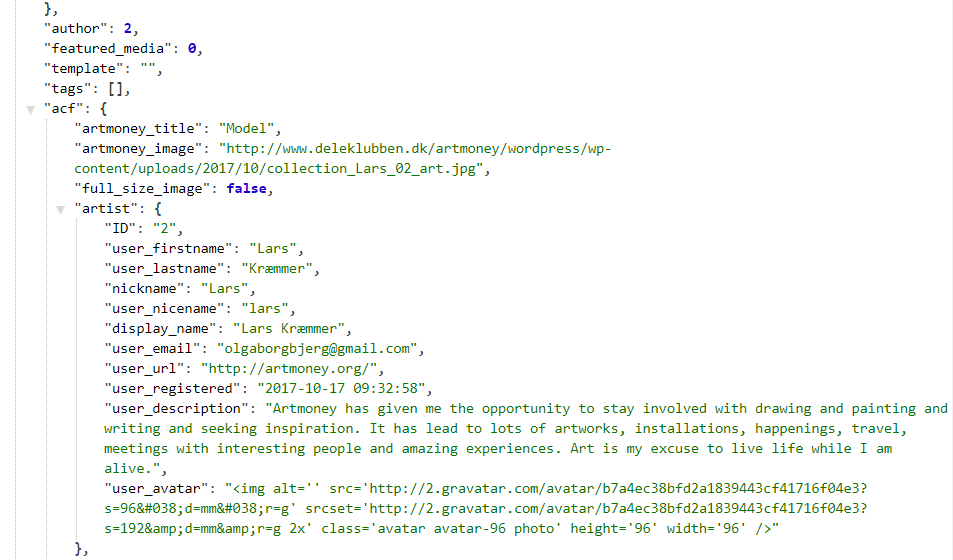 },
"author": 2,
"featured_media": 0,
"template": "",
"tags": [],
"acf": {
"artmoney_title": "Model",
"artmoney_image": "http://www.deleklubben.dk/artmoney/wordpress/wp-
content/uploads/2017/10/collection_Lars_02_art.jpg",
"full_size_image": false,
"artist": {
"ID": "2",
"user_firstname": "Lars",
"user_lastname": "Kræmmer",
"nickname": "Lars",
"user_nicename": "lars",
"display_name": "Lars Kræmmer",
"user_email": "olgaborgbjerg@gmail.com",
"user_url": "http://artmoney.org/",
"user_registered": "2017-10-17 09:32:58",
"user_description": "Artmoney has given me the opportunity to stay involved with drawing and painting and
writing and seeking inspiration. It has lead to lots of artworks, installations, happenings, travel,
meetings with interesting people and amazing experiences. Art is my excuse to live life while I am
alive.",
"user_avatar": "<img alt='' src='http://2.gravatar.com/avatar/b7a4ec38bfd2a1839443cf41716f04e3?
s=96&#038;d=mm&#038;r=g' srcset='http://2.gravatar.com/avatar/b7a4ec38bfd2a1839443cf41716f04e3?
s=192&amp;d=mm&amp;r=g 2x' class='avatar avatar-96 photo' height='96' width='96' />"
},